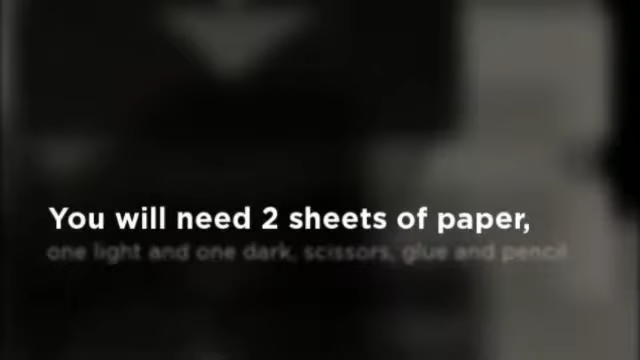 You will need 2 sheets of paper,
one light and one dark, scissors, glue and pencil